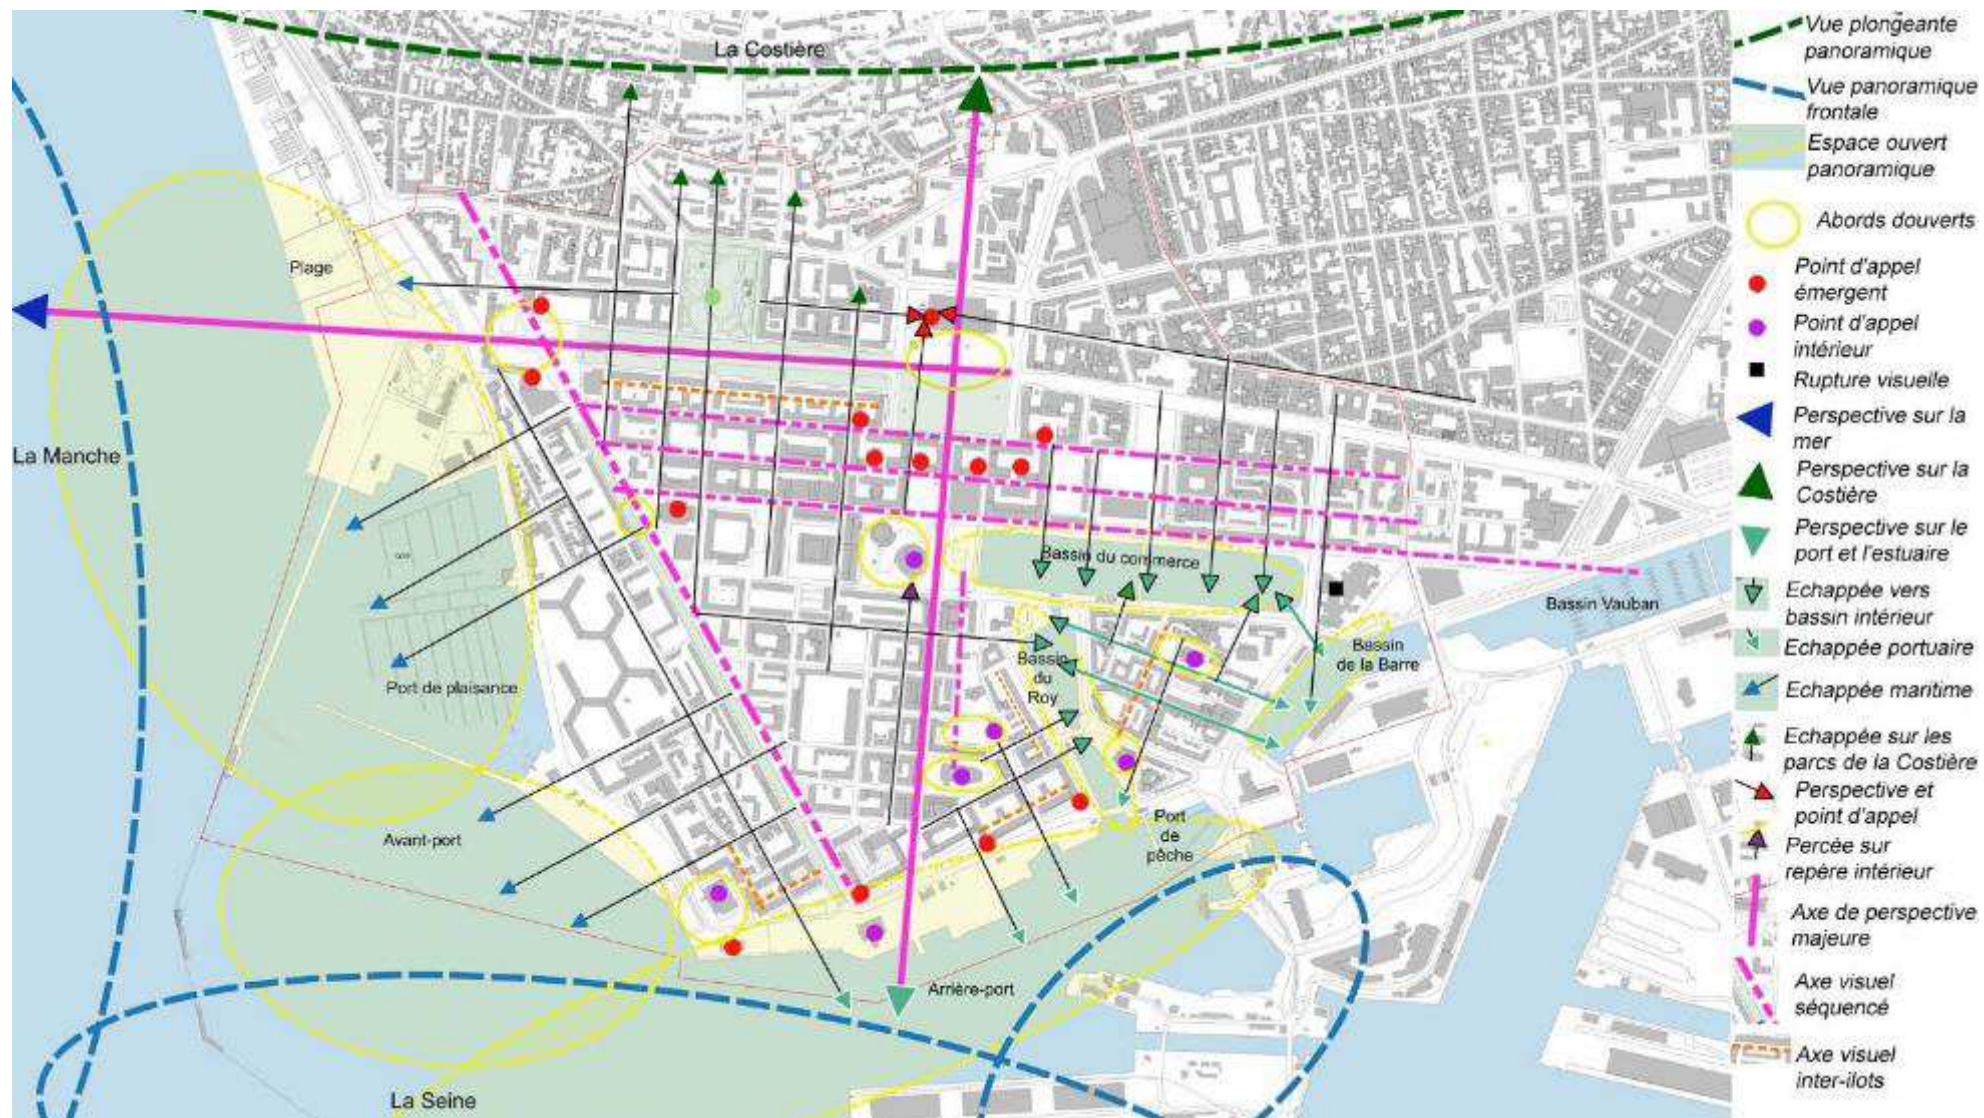 La Costière
Plage
La Manche
Port de plaisance
Avant-port
La Seine
Arrière-port
Bassin du commerce
Bassin
du
Roy
Bassin
de la Barre
Bassin Vauban
Port
de
pêche
Vue plongeante
panoramique
Vue panoramique
frontale
Espace ouvert
panoramique
Abords douverts
Point d'appel
émergent
Point d'appel
intérieur
Rupture visuelle
Perspective sur la
mer
Perspective sur la
Costière
Perspective sur le
port et l'estuaire
Echappée vers
bassin intérieur
Echappée portuaire
Echappée maritime
Echappée sur les
parcs de la Costière
Perspective et
point d'appel
Percée sur
repère intérieur
Axe de perspective
majeure
Axe visuel
séquencé
Axe visuel
inter-ilots